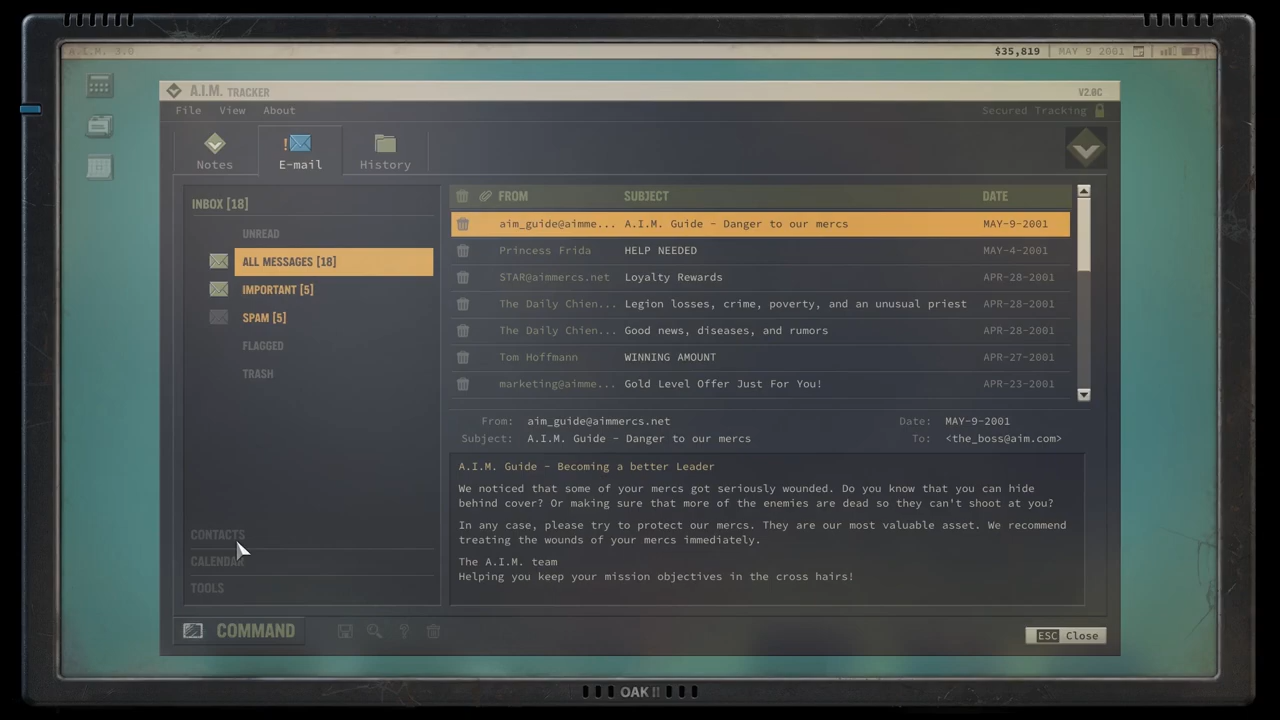 A.I.M. 3.0
$35,819 MAY 9 2001
A.I.M. TRACKER V2.0C
File View About Secured Tracking
Notes E-mail History
INBOX [18]
UNREAD
ALL MESSAGES [18]
IMPORTANT [5]
SPAM [5]
FLAGGED
TRASH
CONTACTS
CALENDAR
TOOLS
FROM SUBJECT DATE
aim_guide@aimme... A.I.M. Guide - Danger to our mercs MAY-9-2001
Princess Frida HELP NEEDED MAY-4-2001
STAR@aimmercs.net Loyalty Rewards APR-28-2001
The Daily Chien... Legion losses, crime, poverty, and an unusual priest APR-28-2001
The Daily Chien... Good news, diseases, and rumors APR-28-2001
Tom Hoffmann WINNING AMOUNT APR-27-2001
marketing@aimme... Gold Level Offer Just For You! APR-23-2001
From: aim_guide@aimmercs.net Date: MAY-9-2001
Subject: A.I.M. Guide - Danger to our mercs To: <the_boss@aim.com>
A.I.M. Guide - Becoming a better Leader
We noticed that some of your mercs got seriously wounded. Do you know that you can hide
behind cover? Or making sure that more of the enemies are dead so they can't shoot at you?
In any case, please try to protect our mercs. They are our most valuable asset. We recommend
treating the wounds of your mercs immediately.
The A.I.M. team
Helping you keep your mission objectives in the cross hairs!
COMMAND
ESC Close
OAK II